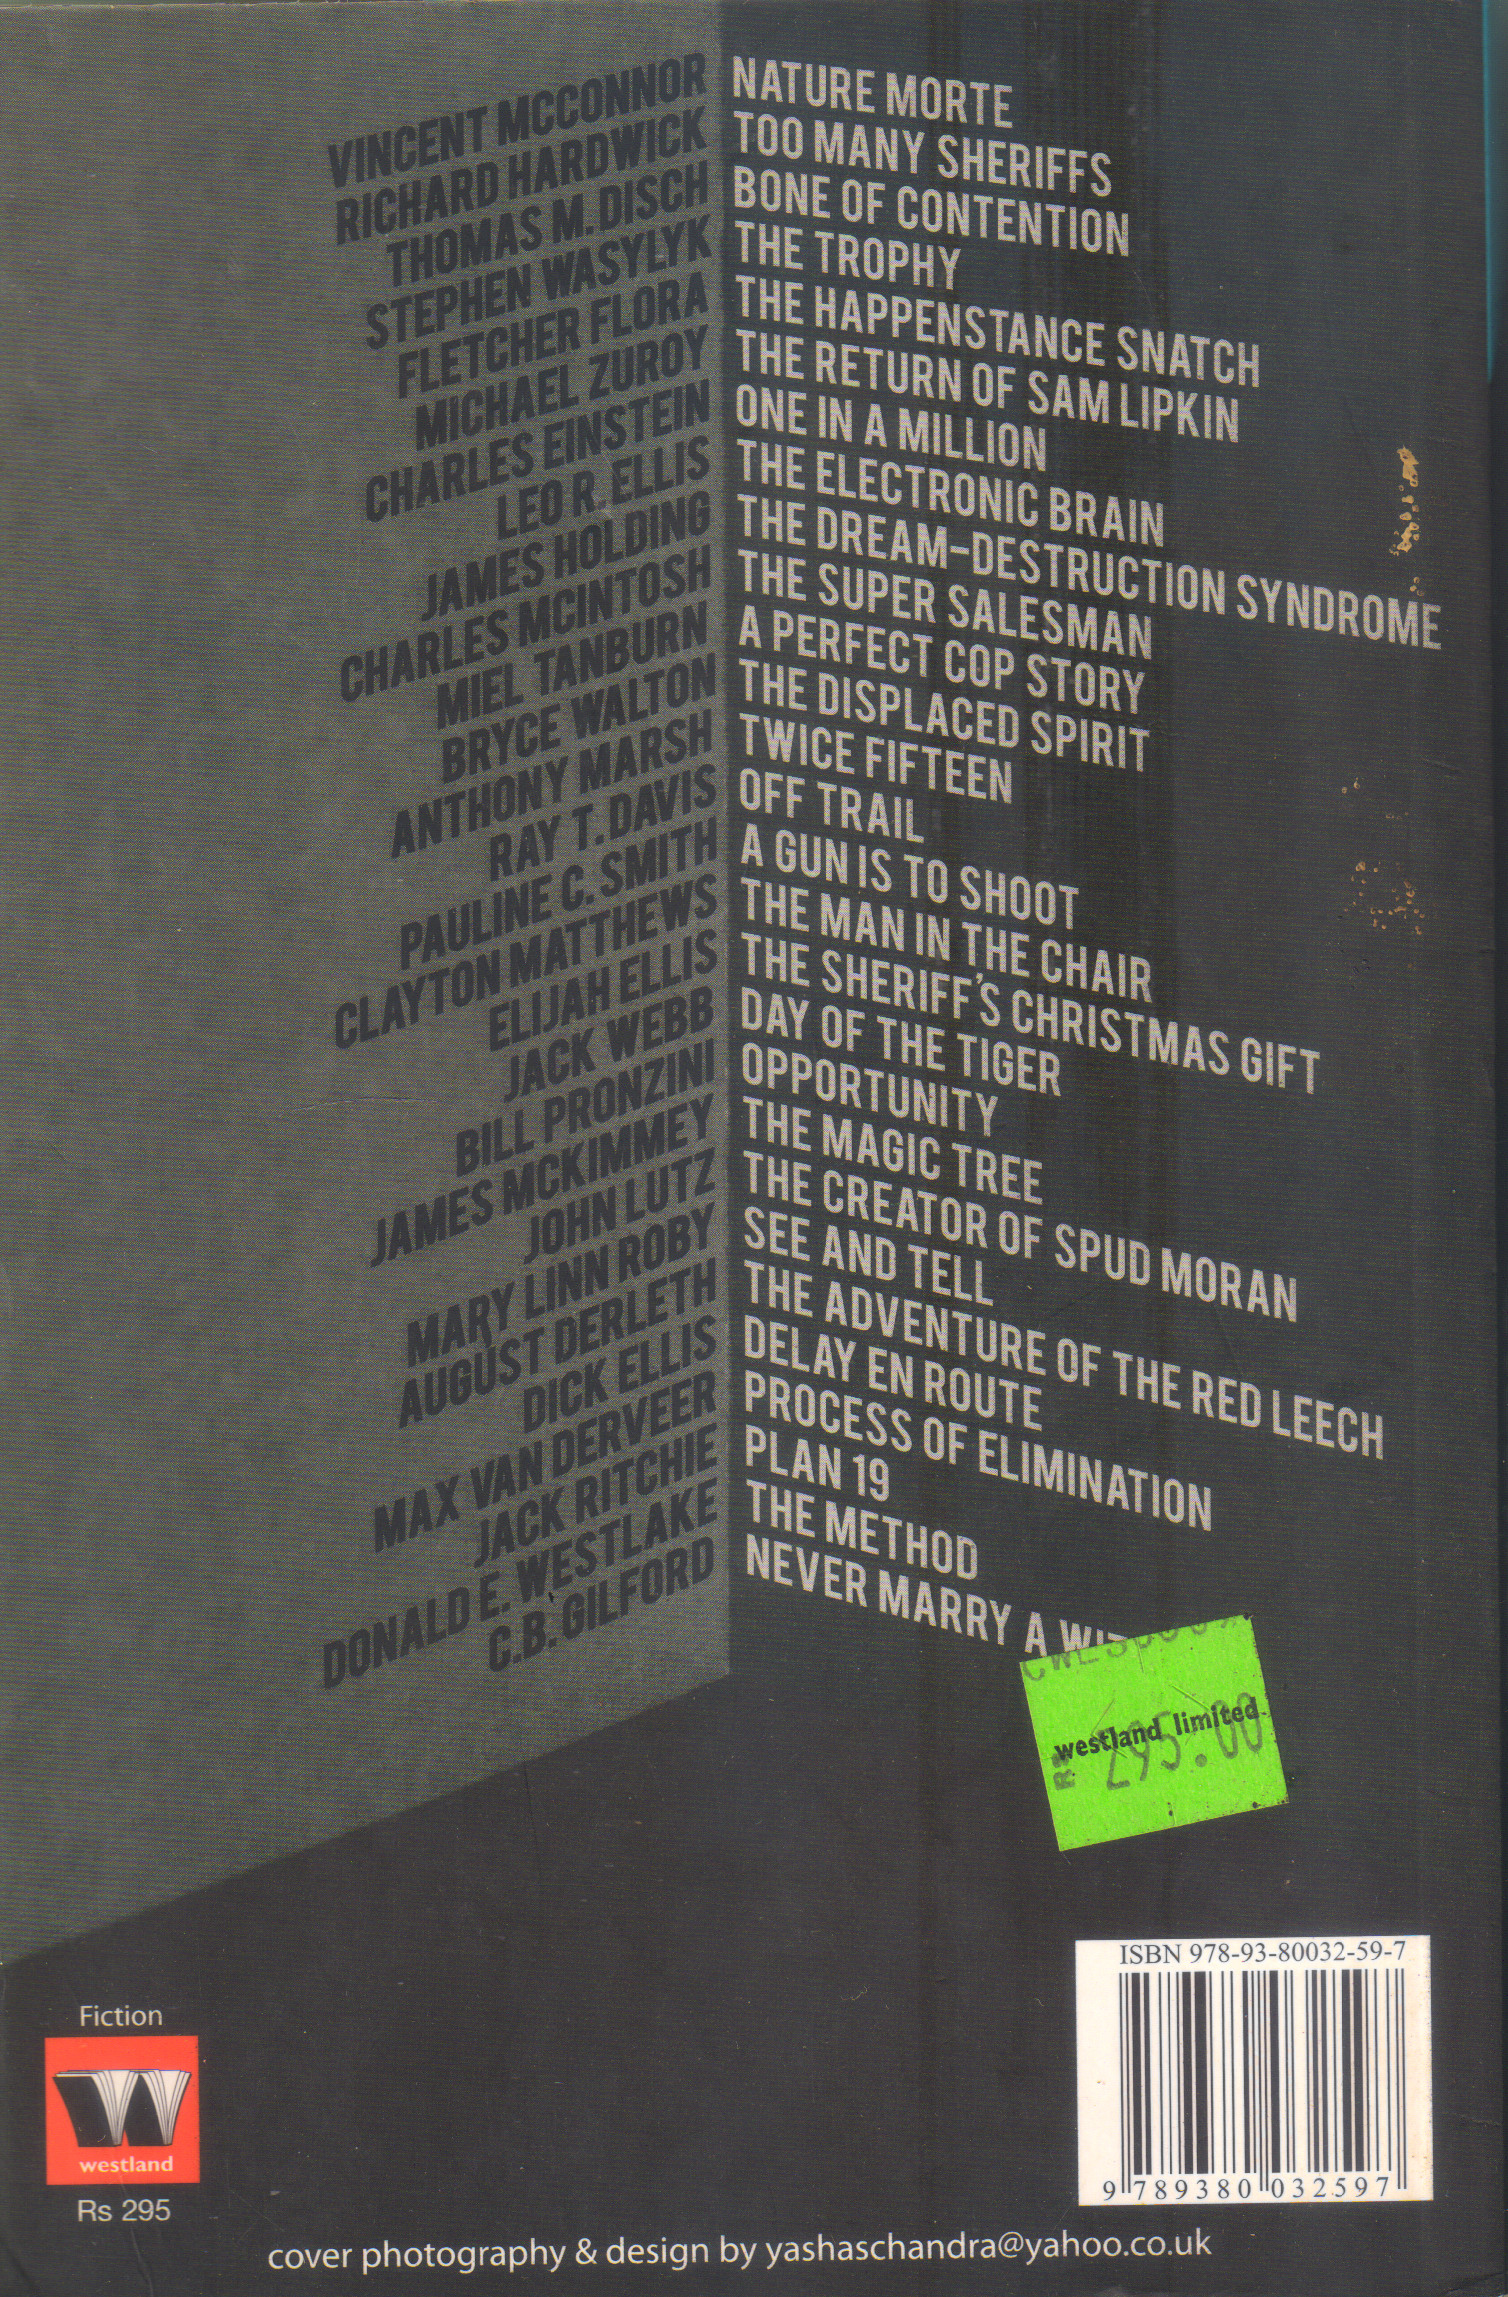 VINCENT MCCONNOR NATURE MORTE
RICHARD HARDWICK TOO MANY SHERIFFS
THOMAS M. DISCH BONE OF CONTENTION
STEPHEN WASYLYK THE TROPHY
FLETCHER FLORA THE HAPPENSTANCE SNATCH
MICHAEL ZUROY THE RETURN OF SAM LIPKIN
CHARLES EINSTEIN ONE IN A MILLION
LEO R. ELLIS THE ELECTRONIC BRAIN
JAMES HOLDING THE DREAM-DESTRUCTION SYNDROME
CHARLES MCINTOSH THE SUPER SALESMAN
MIEL TANBURN A PERFECT COP STORY
BRYCE WALTON THE DISPLACED SPIRIT
ANTHONY MARSH TWICE FIFTEEN
RAY T. DAVIS OFF TRAIL
PAULINE C. SMITH A GUN IS TO SHOOT
CLAYTON MATTHEWS THE MAN IN THE CHAIR
ELIJAH ELLIS THE SHERIFF'S CHRISTMAS GIFT
JACK WEBB DAY OF THE TIGER
BILL PRONZINI OPPORTUNITY
JAMES MCKIMMEY THE MAGIC TREE
JOHN LUTZ THE CREATOR OF SPUD MORAN
MARY LINN ROBY SEE AND TELL
AUGUST DERLETH THE ADVENTURE OF THE RED LEECH
DICK ELLIS DELAY EN ROUTE
MAX VAN DERVEER PROCESS OF ELIMINATION
JACK RITCHIE PLAN 19
DONALD E. WESTLAKE THE METHOD
C.B. GILFORD NEVER MARRY A
westland limited
Rs 295.00
ISBN 978-93-80032-59-7
9 789380 032597
Fiction
westland
Rs 295
cover photography & design by yashaschandra@yahoo.co.uk